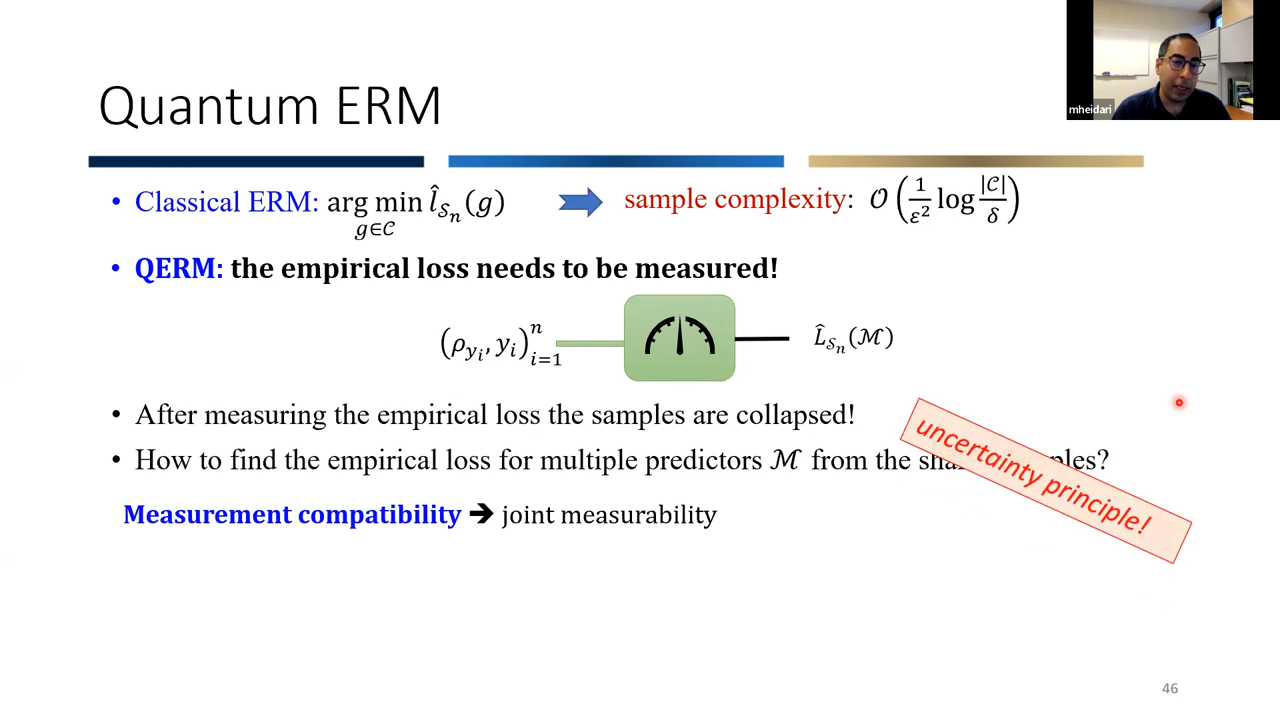 mheidari
Quantum ERM
• Classical ERM: arg min l̂_{𝒮_n}(g) sample complexity: 𝒪(1/ε² log |𝒞|/δ)
g∈𝒞
• QERM: the empirical loss needs to be measured!
(ρ_{y_i}, y_i)_{i=1}^n L̂_{𝒮_n}(ℳ)
• After measuring the empirical loss the samples are collapsed!
• How to find the empirical loss for multiple predictors ℳ from the ples?
uncertainty principle!
Measurement compatibility ➔ joint measurability
46